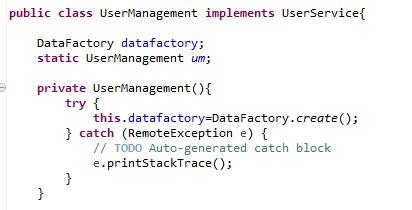 public class UserManagement implements UserService{
DataFactory datafactory;
static UserManagement um;
private UserManagement(){
try {
this.datafactory=DataFactory.create();
} catch (RemoteException e) {
// TODO Auto-generated catch block
e.printStackTrace();
}
}